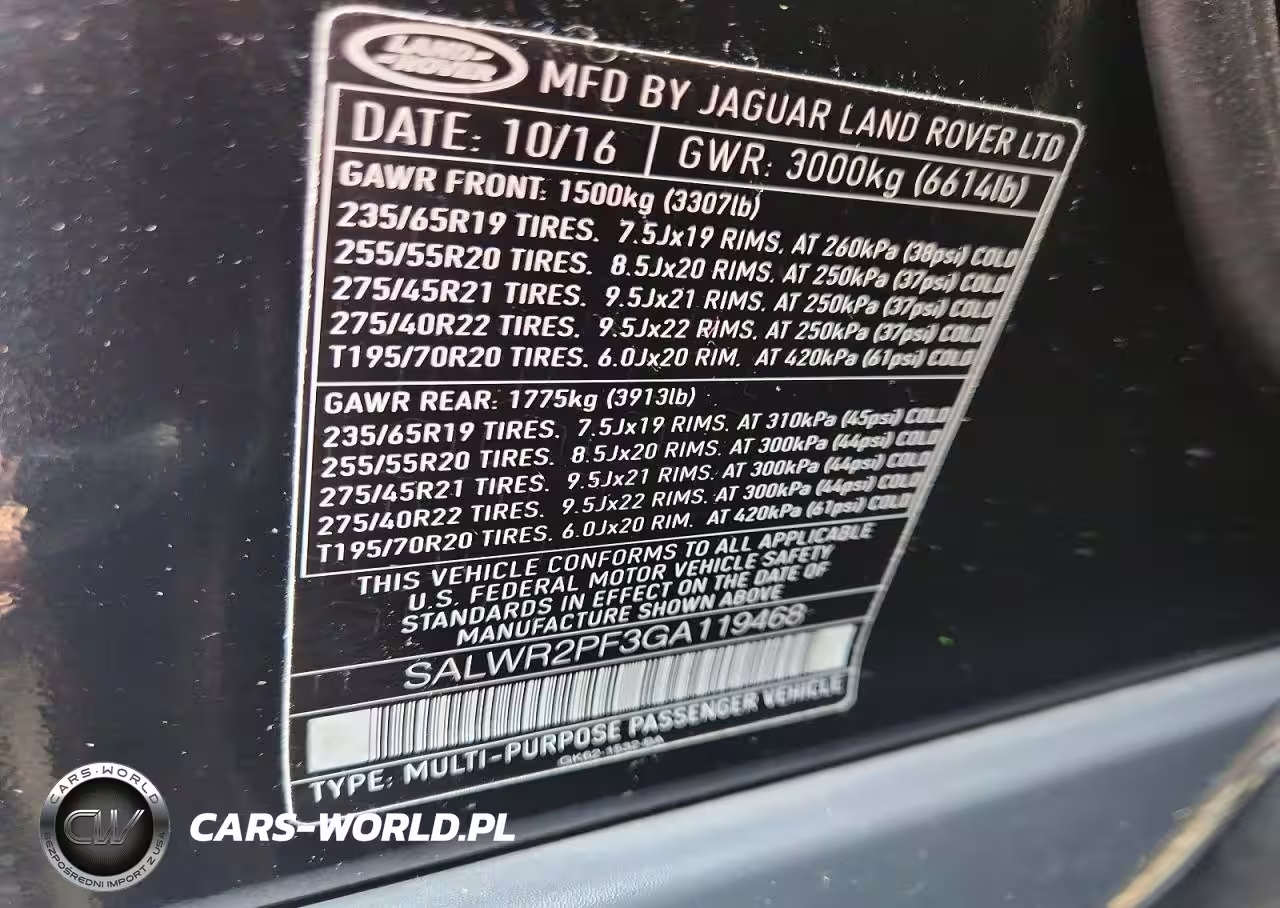 LAND
ROVER
MFD BY JAGUAR LAND ROVER LTD
DATE: 10/16 GWR: 3000kg (6614lb)
GAWR FRONT: 1500kg (3307lb)
235/65R19 TIRES. 7.5Jx19 RIMS. AT 260kPa (38psi) COLD
255/55R20 TIRES. 8.5Jx20 RIMS. AT 250kPa (37psi) COLD
275/45R21 TIRES. 9.5Jx21 RIMS. AT 250kPa (37psi) COLD
275/40R22 TIRES. 9.5Jx22 RIMS. AT 250kPa (37psi) COLD
T195/70R20 TIRES. 6.0Jx20 RIM. AT 420kPa (61psi) COLD
GAWR REAR: 1775kg (3913lb)
235/65R19 TIRES. 7.5Jx19 RIMS. AT 310kPa (45psi) COLD
255/55R20 TIRES. 8.5Jx20 RIMS. AT 300kPa (44psi) COLD
275/45R21 TIRES. 9.5Jx21 RIMS. AT 300kPa (44psi) COLD
275/40R22 TIRES. 9.5Jx22 RIMS. AT 300kPa (44psi) COLD
T195/70R20 TIRES. 6.0Jx20 RIM. AT 420kPa (61psi) COLD
THIS VEHICLE CONFORMS TO ALL APPLICABLE
U.S. FEDERAL MOTOR VEHICLE SAFETY
STANDARDS IN EFFECT ON THE DATE OF
MANUFACTURE SHOWN ABOVE
SALWR2PF3GA119468
TYPE: MULTI-PURPOSE PASSENGER VEHICLE
CARS-WORLD
CW
BEZPOŚREDNI IMPORT Z USA
CARS-WORLD.PL